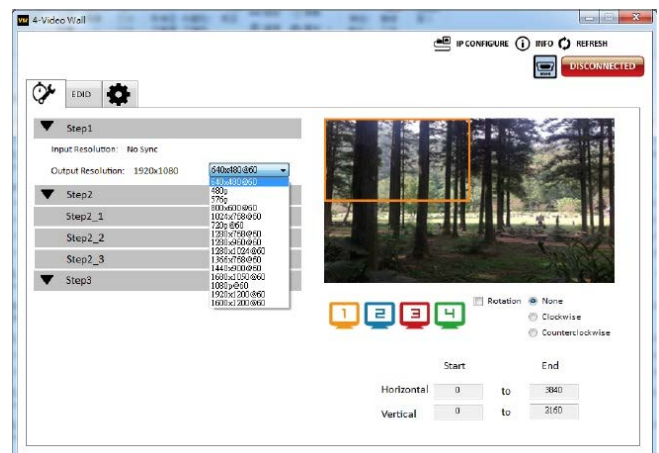 VW 4-Video Wall
IP CONFIGURE INFO REFRESH
DISCONNECTED
EDID
Step1
Input Resolution: No Sync
Output Resolution: 1920x1080 640x480@60
640x480@60
480p
576p
800x600@60
1024x768@60
720p@60
1280x768@60
1280x960@60
1280x1024@60
1366x768@60
1440x900@60
1680x1050@60
1080p@60
1920x1200@60
1600x1200@60
Step2
Step2_1
Step2_2
Step2_3
Step3
1 2 3 4
Rotation None
Clockwise
Counterclockwise
Start End
Horizontal 0 to 3840
Vertical 0 to 2160